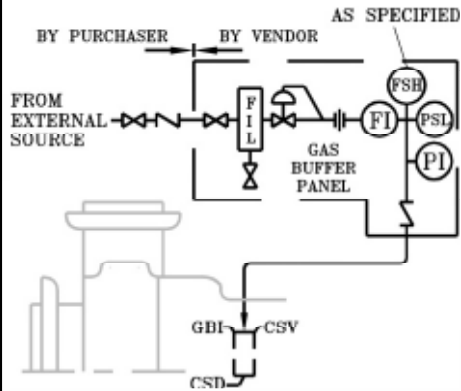 AS SPECIFIED
BY PURCHASER
BY VENDOR
FSH
FROM
EXTERNAL
SOURCE
FIL
FI
PSL
GAS
BUFFER
PANEL
PI
GBI
CSV
CSD